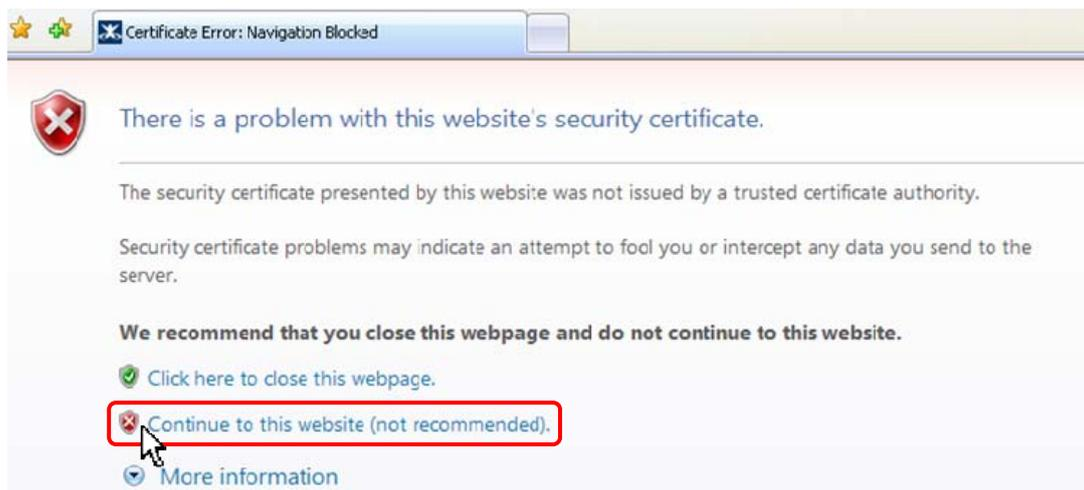 Certificate Error: Navigation Blocked
There is a problem with this website's security certificate.
The security certificate presented by this website was not issued by a trusted certificate authority.
Security certificate problems may indicate an attempt to fool you or intercept any data you send to the
server.
We recommend that you close this webpage and do not continue to this website.
Click here to close this webpage.
Continue to this website (not recommended).
More information